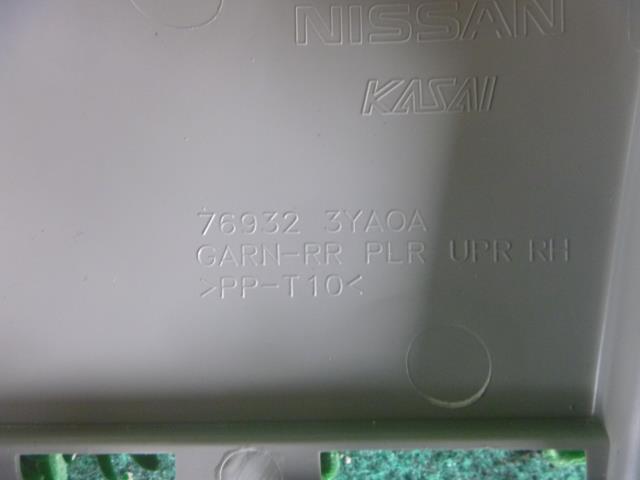 NISSAN
KASAI
76932 3YA0A
GARN-RR PLR UPR RH
>PP-T10<